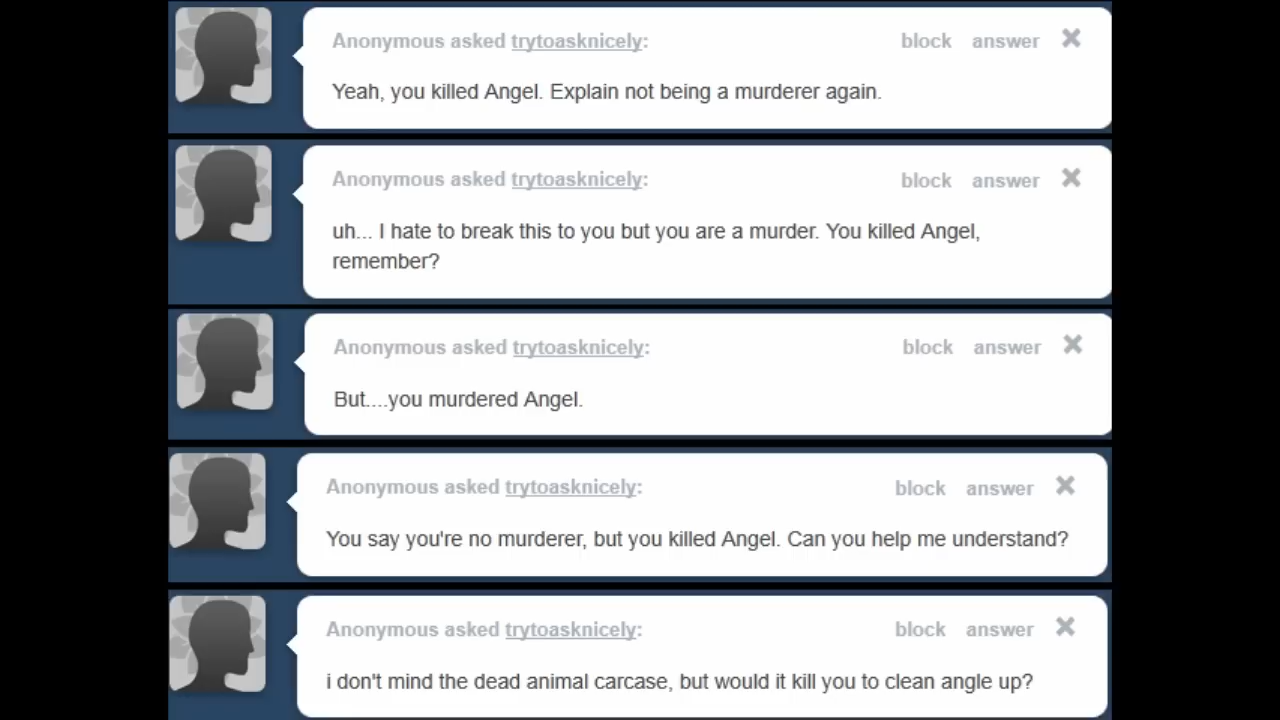 Anonymous asked trytoasknicely: block answer ✖
Yeah, you killed Angel. Explain not being a murderer again.
Anonymous asked trytoasknicely: block answer ✖
uh... I hate to break this to you but you are a murder. You killed Angel,
remember?
Anonymous asked trytoasknicely: block answer ✖
But....you murdered Angel.
Anonymous asked trytoasknicely: block answer ✖
You say you're no murderer, but you killed Angel. Can you help me understand?
Anonymous asked trytoasknicely: block answer ✖
i don't mind the dead animal carcase, but would it kill you to clean angle up?